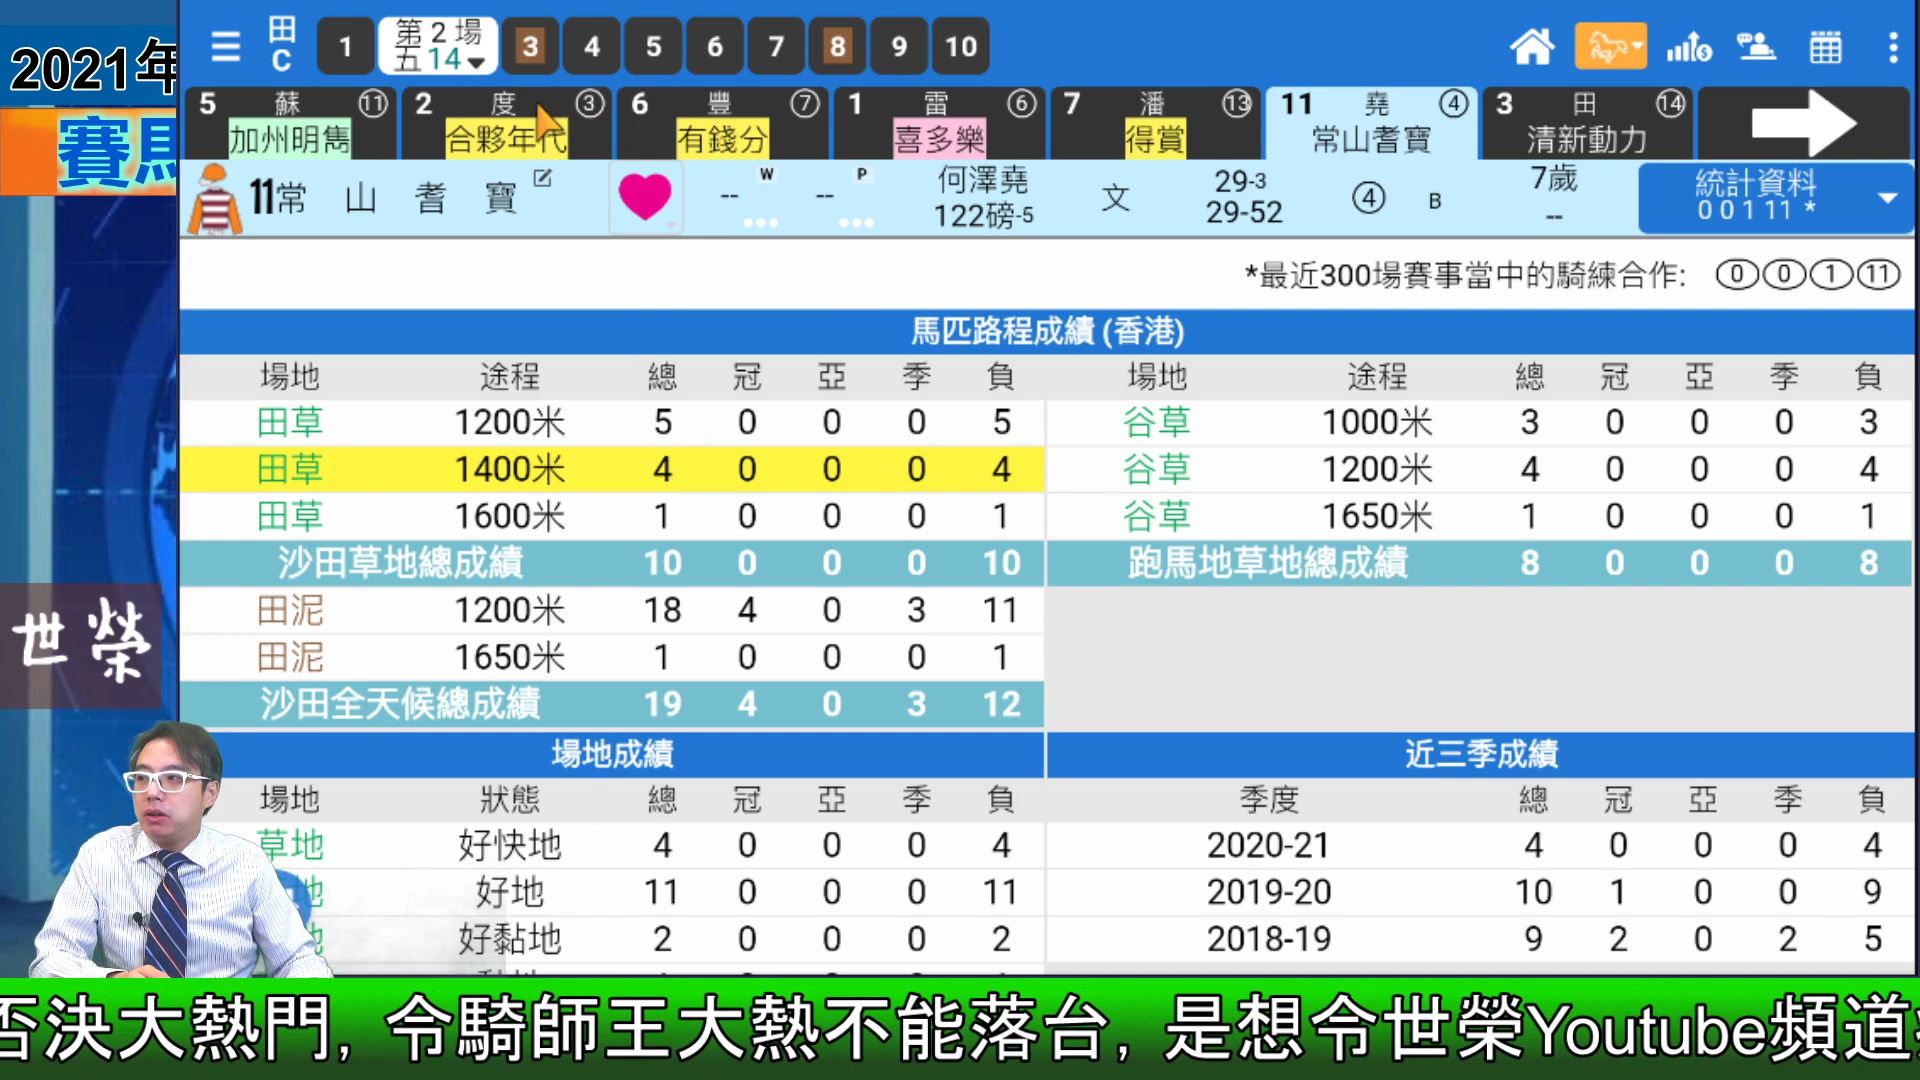 2021年
賽馬
世榮
田 C 1 第2場 五14 3 4 5 6 7 8 9 10
5 蘇 ⑪ 加州明雋
2 度 ③ 合夥年代
6 豐 ⑦ 有錢分
1 雷 ⑥ 喜多樂
7 潘 ⑬ 得賞
11 堯 ④ 常山耆寶
3 田 ⑭ 清新動力
11 常山耆寶 -- W -- P 何澤堯 122磅-5 文 29-3 29-52 ④ B 7歲 -- 統計資料 0 0 1 11 *
*最近300場賽事當中的騎練合作: ⓪ ⓪ ① ⑪
馬匹路程成績 (香港)
場地 途程 總 冠 亞 季 負 場地 途程 總 冠 亞 季 負
田草 1200米 5 0 0 0 5 谷草 1000米 3 0 0 0 3
田草 1400米 4 0 0 0 4 谷草 1200米 4 0 0 0 4
田草 1600米 1 0 0 0 1 谷草 1650米 1 0 0 0 1
沙田草地總成績 10 0 0 0 10 跑馬地草地總成績 8 0 0 0 8
田泥 1200米 18 4 0 3 11
田泥 1650米 1 0 0 0 1
沙田全天候總成績 19 4 0 3 12
場地成績 近三季成績
場地 狀態 總 冠 亞 季 負 季度 總 冠 亞 季 負
草地 好快地 4 0 0 0 4 2020-21 4 0 0 0 4
地 好地 11 0 0 0 11 2019-20 10 1 0 0 9
地 好黏地 2 0 0 0 2 2018-19 9 2 0 2 5
否決大熱門, 令騎師王大熱不能落台, 是想令世榮Youtube頻道